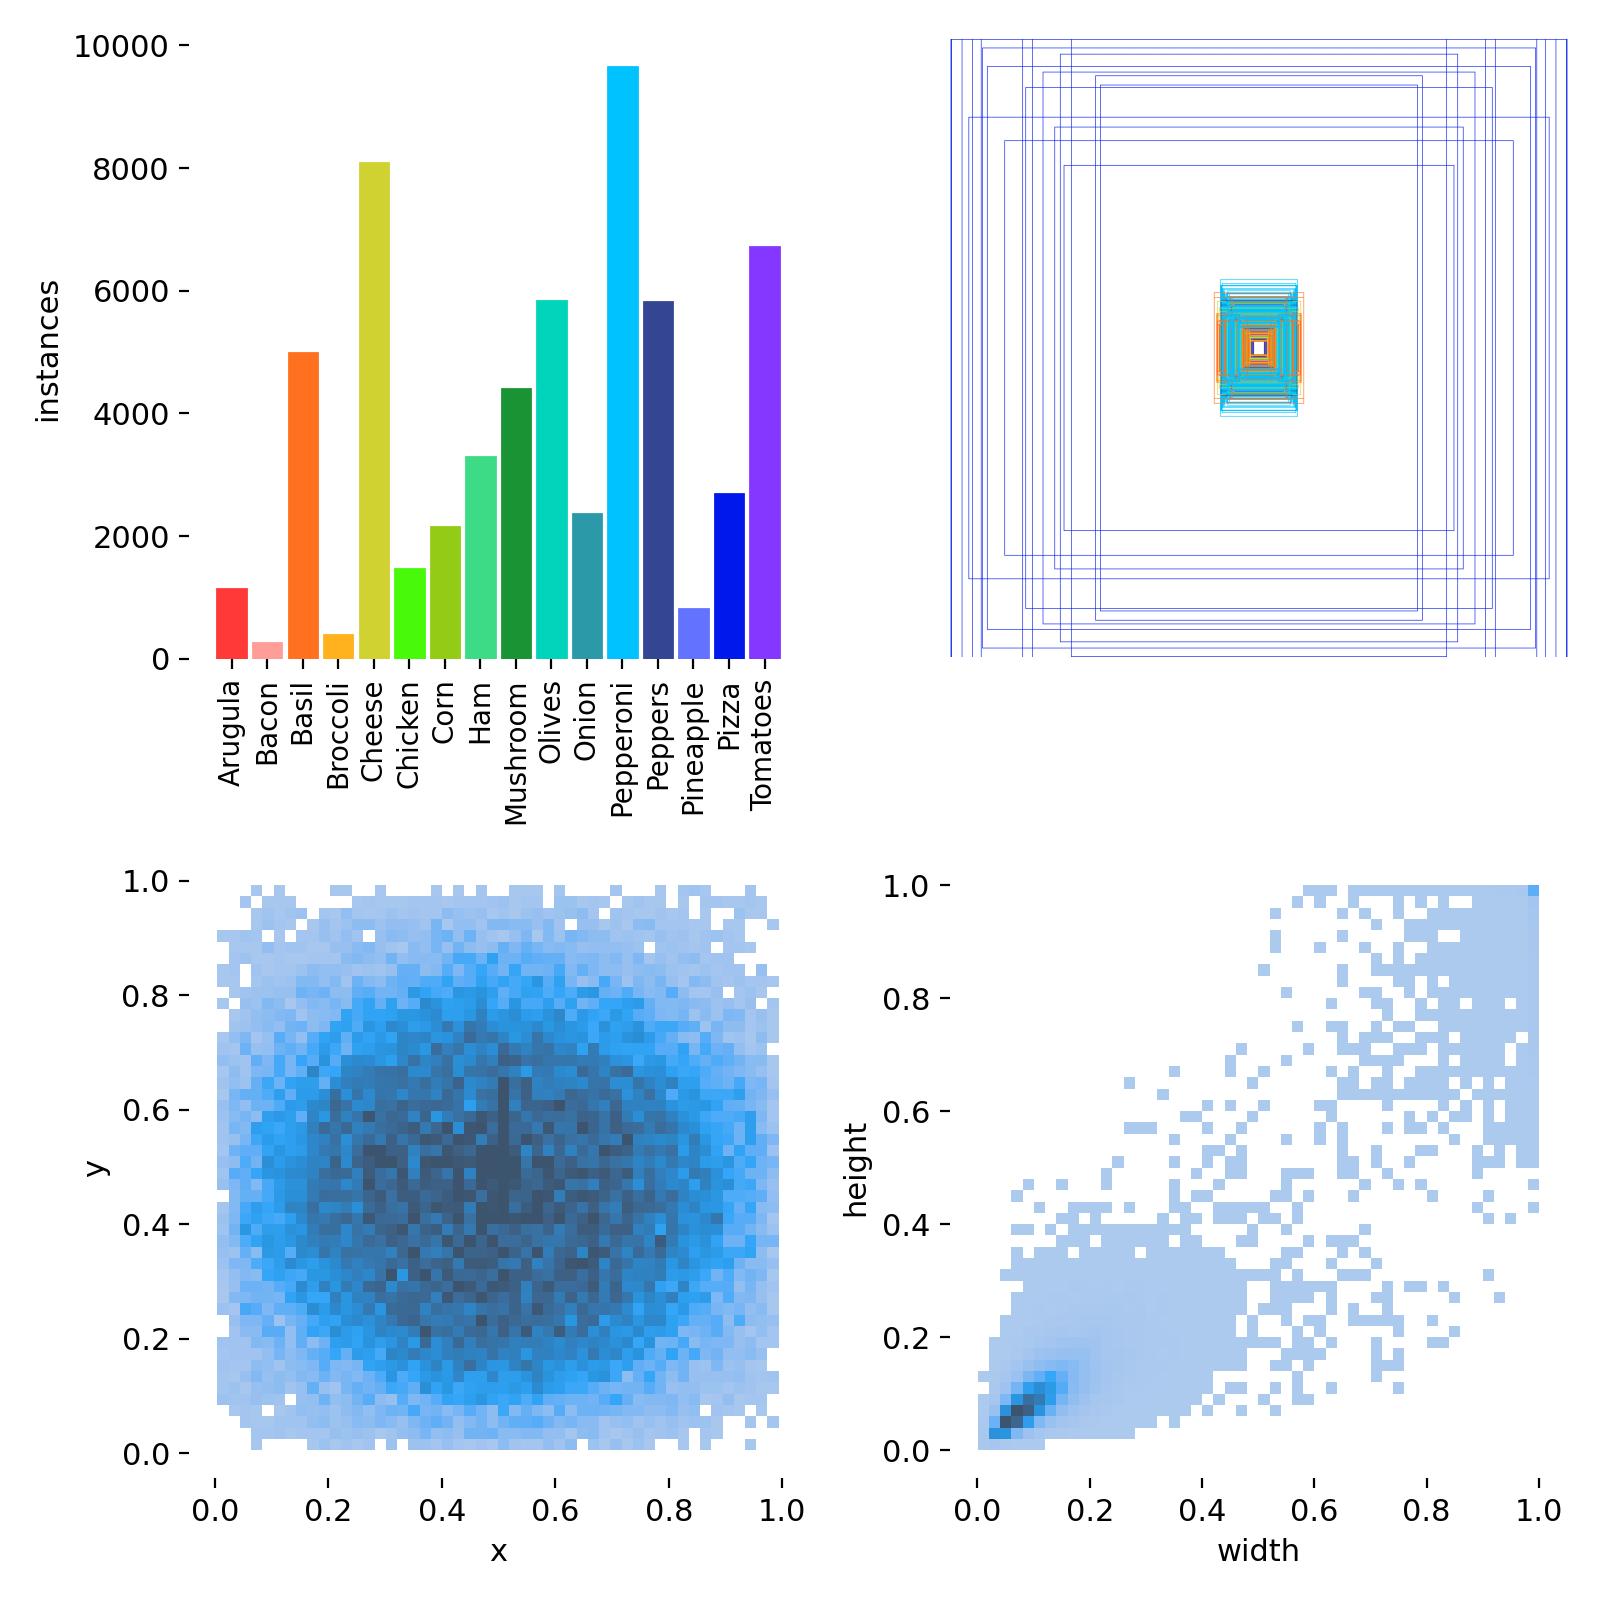 10000
8000
6000
4000
2000
0
instances
Arugula
Bacon
Basil
Broccoli
Cheese
Chicken
Corn
Ham
Mushroom
Olives
Onion
Pepperoni
Peppers
Pineapple
Pizza
Tomatoes
1.0
0.8
0.6
0.4
0.2
0.0
y
0.0 0.2 0.4 0.6 0.8 1.0
x
1.0
0.8
0.6
0.4
0.2
0.0
height
0.0 0.2 0.4 0.6 0.8 1.0
width